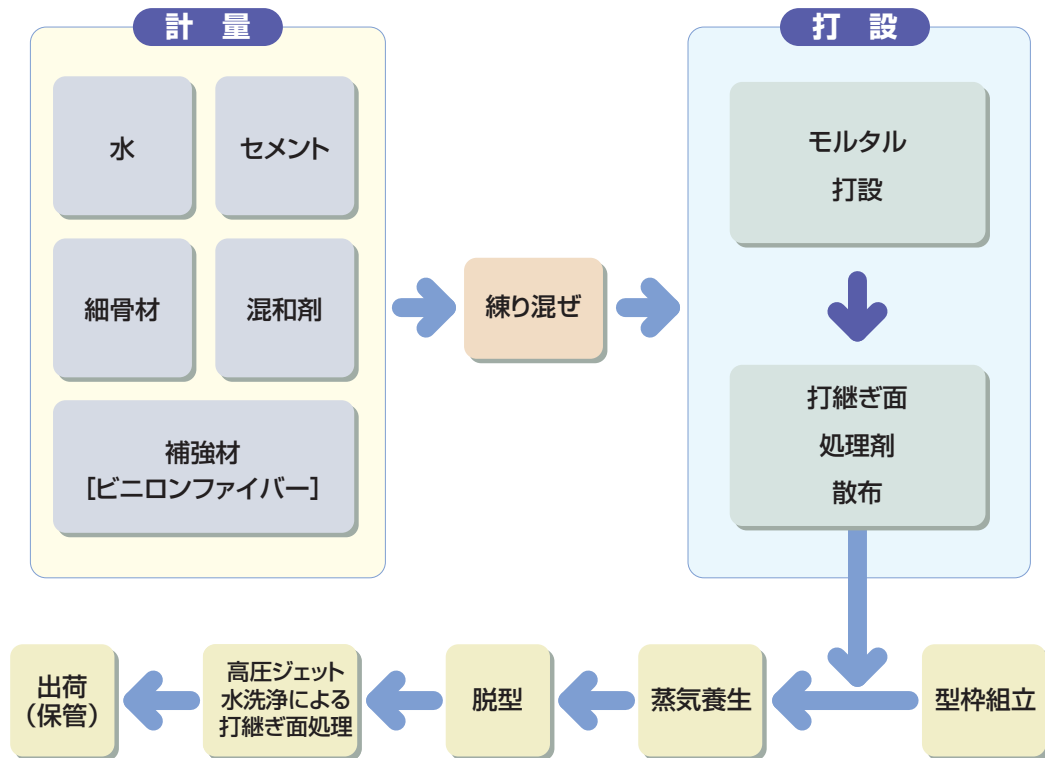 計 量
水
セメント
細骨材
混和剤
補強材
[ビニロンファイバー]
練り混ぜ
打 設
モルタル
打設
打継ぎ面
処理剤
散布
型枠組立
蒸気養生
脱型
高圧ジェット
水洗浄による
打継ぎ面処理
出荷
（保管）